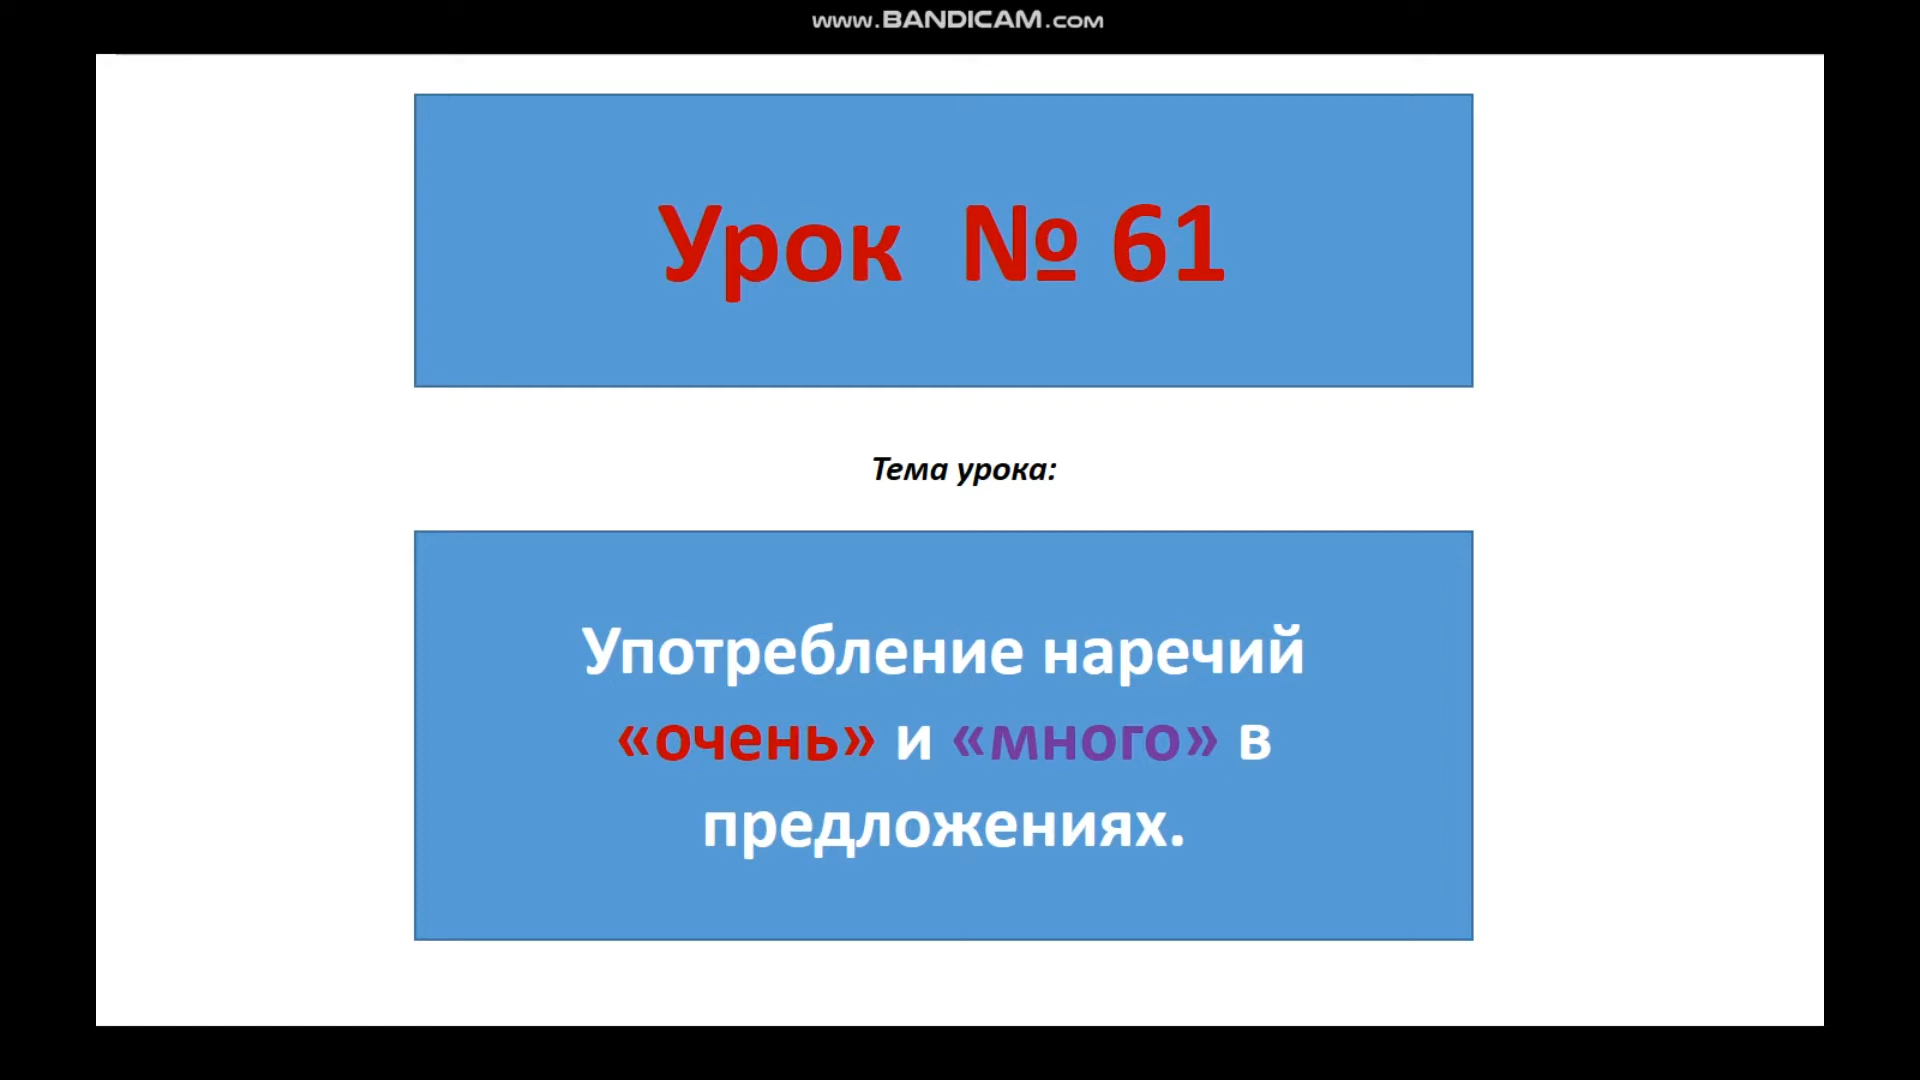 www.BANDICAM.com
Урок № 61
Тема урока:
Употребление наречий
«очень» и «много» в
предложениях.